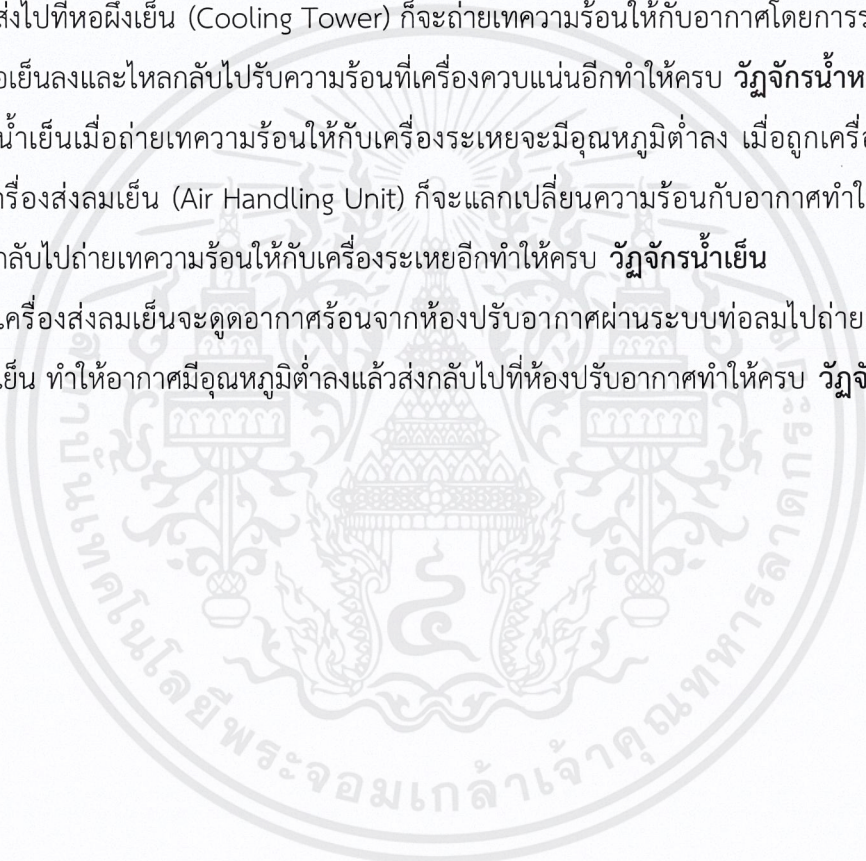 ส่งไปที่หอผึ่งเย็น (Cooling Tower) ก็จะถ่ายเทความร้อนให้กับอากาศโดยการร
เย็นลงและไหลกลับไปรับความร้อนที่เครื่องควบแน่นอีกทำให้ครบ วัฏจักรน้ำห
น้ำเย็นเมื่อถ่ายเทความร้อนให้กับเครื่องระเหยจะมีอุณหภูมิต่ำลง เมื่อถูกเครื่
ครื่องส่งลมเย็น (Air Handling Unit) ก็จะแลกเปลี่ยนความร้อนกับอากาศทำใ
กลับไปถ่ายเทความร้อนให้กับเครื่องระเหยอีกทำให้ครบ วัฏจักรน้ำเย็น
เครื่องส่งลมเย็นจะดูดอากาศร้อนจากห้องปรับอากาศผ่านระบบท่อลมไปถ่าย
เย็น ทำให้อากาศมีอุณหภูมิต่ำลงแล้วส่งกลับไปที่ห้องปรับอากาศทำให้ครบ วัฏจั
สถาบันเทคโนโลยีพระจอมเกล้าเจ้าคุณทหารลาดกระบัง
๔